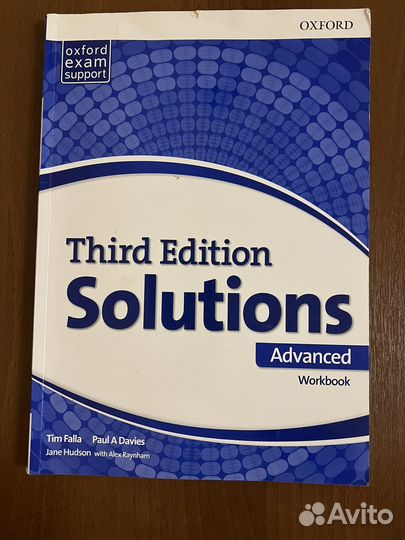 OXFORD
oxford
exam
support
Third Edition
Solutions
Advanced
Workbook
Tim Falla Paul A Davies
Jane Hudson with Alex Raynham
Avito